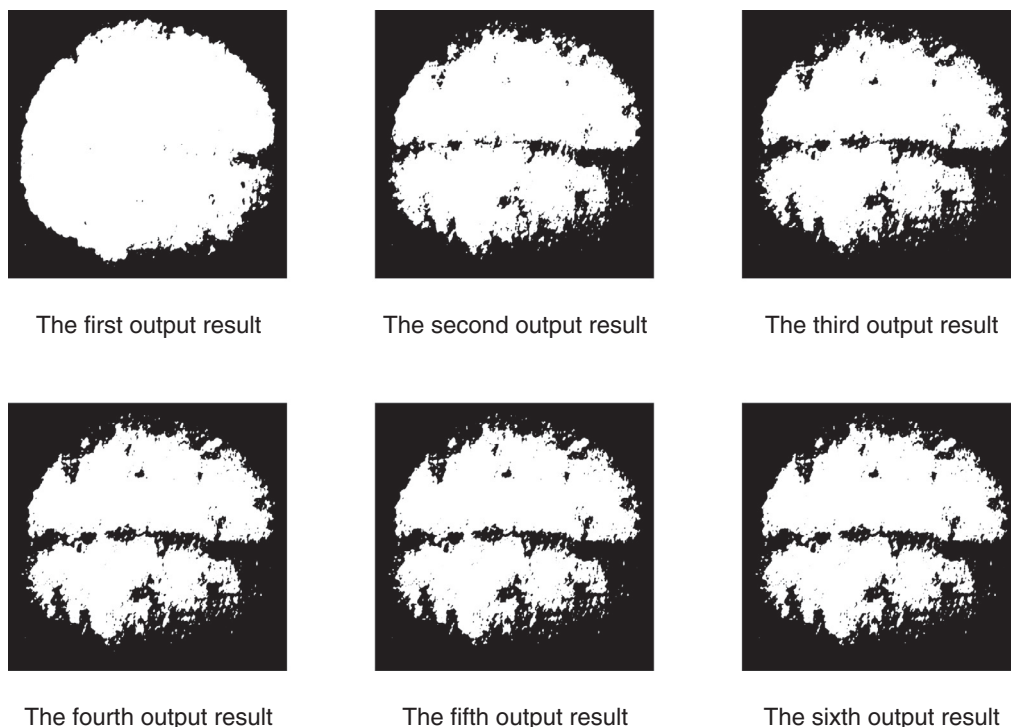 The first output result
The second output result
The third output result
The fourth output result
The fifth output result
The sixth output result